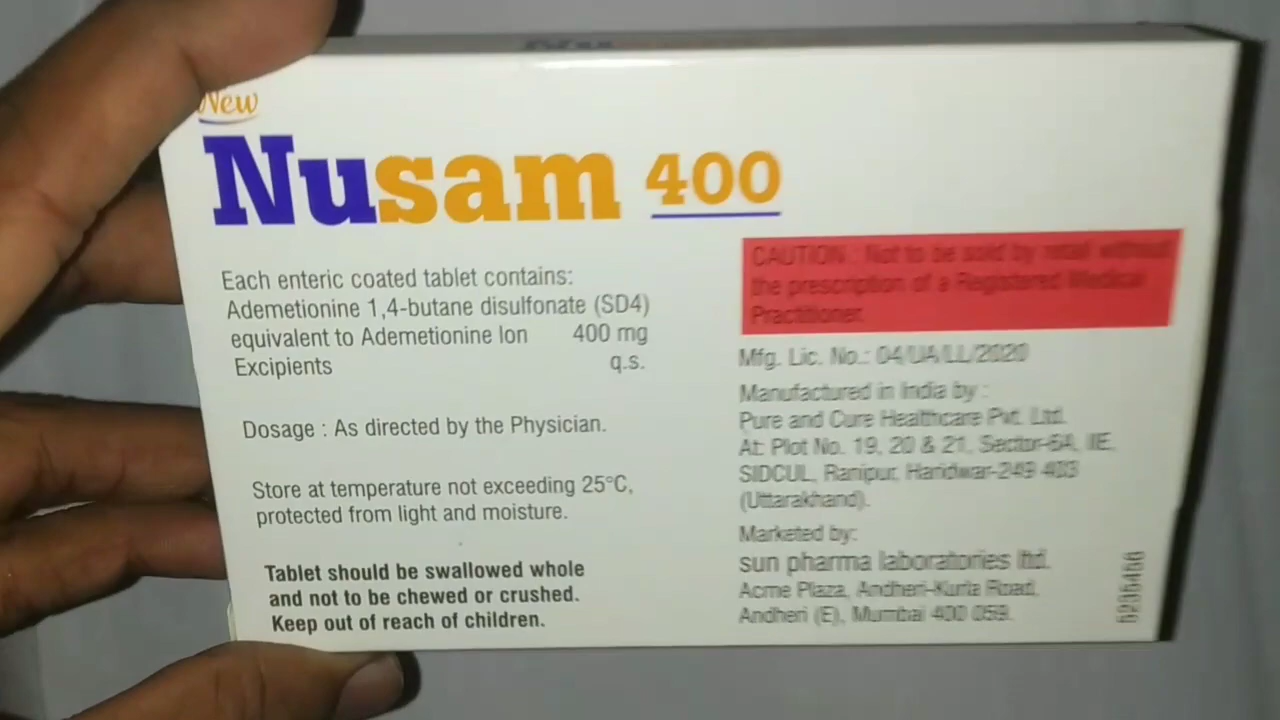 New
Nusam 400
Each enteric coated tablet contains:
Ademetionine 1,4-butane disulfonate (SD4)
equivalent to Ademetionine Ion 400 mg
Excipients q.s.
Dosage : As directed by the Physician.
Store at temperature not exceeding 25°C,
protected from light and moisture.
Tablet should be swallowed whole
and not to be chewed or crushed.
Keep out of reach of children.
CAUTION : Not to be sold by retail without
the prescription of a Registered Medical
Practitioner.
Mfg. Lic. No.: 04/UA/LL/2020
Manufactured in India by :
Pure and Cure Healthcare Pvt. Ltd.
At: Plot No. 19, 20 & 21, Sector-6A, IIE,
SIDCUL, Ranipur, Haridwar-249 403
(Uttarakhand).
Marketed by:
sun pharma laboratories ltd.
Acme Plaza, Andheri-Kurla Road,
Andheri (E), Mumbai 400 059.